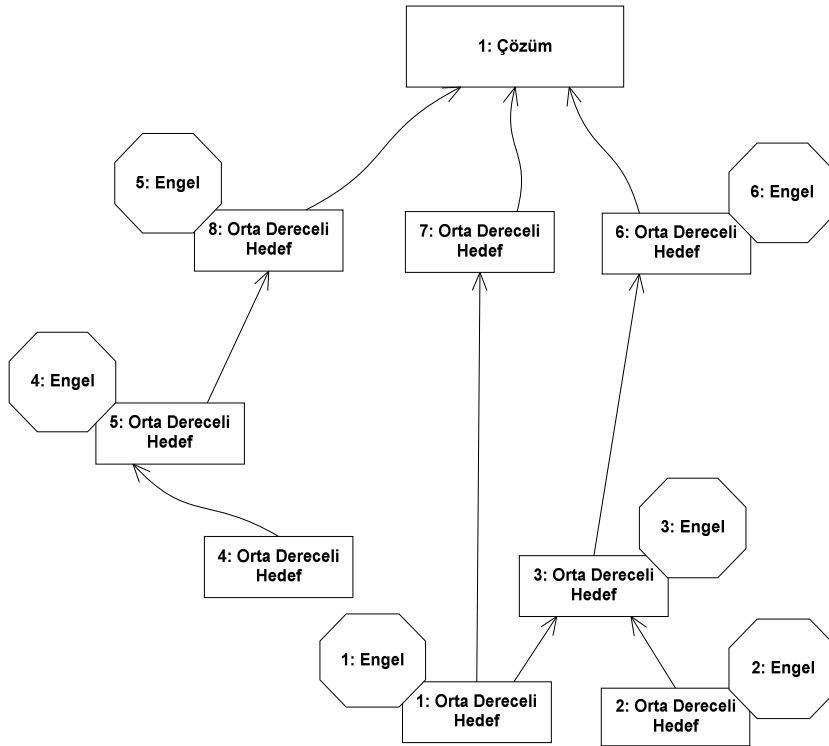 1: Çözüm
5: Engel
6: Engel
8: Orta Dereceli
Hedef
7: Orta Dereceli
Hedef
6: Orta Dereceli
Hedef
4: Engel
5: Orta Dereceli
Hedef
3: Engel
4: Orta Dereceli
Hedef
3: Orta Dereceli
Hedef
1: Engel
2: Engel
1: Orta Dereceli
Hedef
2: Orta Dereceli
Hedef